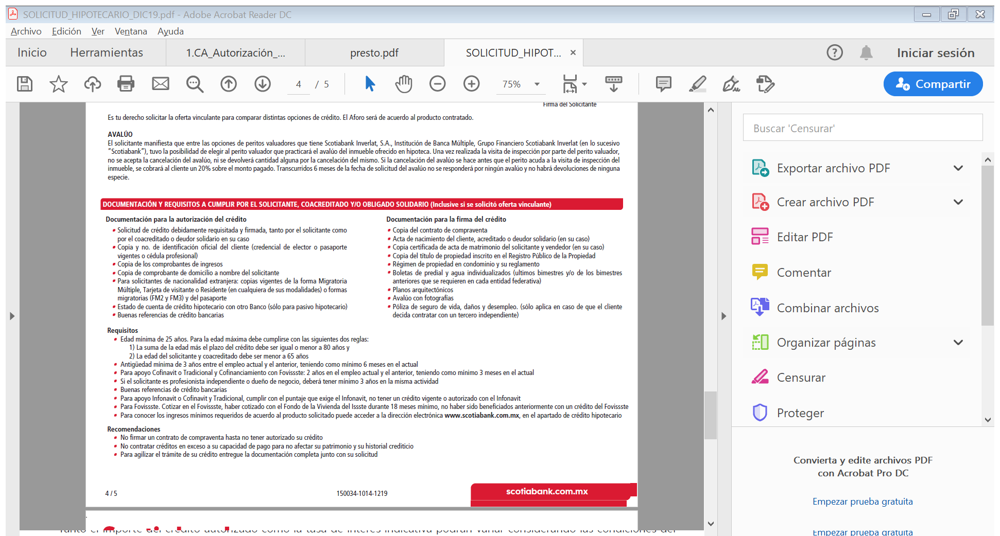 SOLICITUD_HIPOTECARIO_DIC19.pdf - Adobe Acrobat Reader DC
Archivo Edición Ver Ventana Ayuda
Inicio Herramientas 1.CA_Autorización_... presto.pdf SOLICITUD_HIPOT... × Iniciar sesión
4 / 5 75% Compartir
Firma del Solicitante
Es tu derecho solicitar la oferta vinculante para comparar distintas opciones de crédito. El Aforo será de acuerdo al producto contratado.
AVALÚO
El solicitante manifiesta que entre las opciones de peritos valuadores que tiene Scotiabank Inverlat, S.A., Institución de Banca Múltiple, Grupo Financiero Scotiabank Inverlat (en lo sucesivo
“Scotiabank”), tuvo la posibilidad de elegir al perito valuador que practicará el avalúo del inmueble ofrecido en hipoteca. Una vez realizada la visita de inspección por parte del perito valuador,
no se acepta la cancelación del avalúo, ni se devolverá cantidad alguna por la cancelación del mismo. Si la cancelación del avalúo se hace antes que el perito acuda a la visita de inspección del
inmueble, se cobrará al cliente un 20% sobre el monto pagado. Transcurridos 6 meses de la fecha de solicitud del avalúo no se responderá por ningún avalúo y no habrá devoluciones de ninguna
especie.
DOCUMENTACIÓN Y REQUISITOS A CUMPLIR POR EL SOLICITANTE, COACREDITADO Y/O OBLIGADO SOLIDARIO (Inclusive si se solicitó oferta vinculante)
Documentación para la autorización del crédito
Solicitud de crédito debidamente requisitada y firmada, tanto por el solicitante como
por el coacreditado o deudor solidario en su caso
Copia y no. de identificación oficial del cliente (credencial de elector o pasaporte
vigentes o cédula profesional)
Copia de los comprobantes de ingresos
Copia de comprobante de domicilio a nombre del solicitante
Para solicitantes de nacionalidad extranjera: copias vigentes de la forma Migratoria
Múltiple, Tarjeta de visitante o Residente (en cualquiera de sus modalidades) o formas
migratorias (FM2 y FM3) y del pasaporte
Estado de cuenta de crédito hipotecario con otro Banco (sólo para pasivo hipotecario)
Buenas referencias de crédito bancarias
Documentación para la firma del crédito
Copia del contrato de compraventa
Acta de nacimiento del cliente, acreditado o deudor solidario (en su caso)
Copia certificada de acta de matrimonio del solicitante y vendedor (en su caso)
Copia del título de propiedad inscrito en el Registro Público de la Propiedad
Régimen de propiedad en condominio y su reglamento
Boletas de predial y agua individualizados (ultimos bimestres y/o de los bimestres
anteriores que se requieren en cada entidad federativa)
Planos arquitectónicos
Avalúo con fotografías
Póliza de seguro de vida, daños y desempleo. (sólo aplica en caso de que el cliente
decida contratar con un tercero independiente)
Requisitos
Edad mínima de 25 años. Para la edad máxima debe cumplirse con las siguientes dos reglas:
1) La suma de la edad más el plazo del crédito debe ser igual o menor a 80 años y
2) La edad del solicitante y coacreditado debe ser menor a 65 años
Antigüedad mínima de 3 años entre el empleo actual y el anterior, teniendo como mínimo 6 meses en el actual
Para apoyo Cofinavit o Tradicional y Cofinanciamiento con Fovissste: 2 años en el empleo actual y el anterior, teniendo como mínimo 3 meses en el actual
Si el solicitante es profesionista independiente o dueño de negocio, deberá tener mínimo 3 años en la misma actividad
Buenas referencias de crédito bancarias
Para apoyo Infonavit o Cofinavit y Tradicional, cumplir con el puntaje que exige el Infonavit, no tener un crédito vigente o autorizado con el Infonavit
Para Fovissste. Cotizar en el Fovissste, haber cotizado con el Fondo de la Vivienda del Issste durante 18 meses mínimo, no haber sido beneficiados anteriormente con un crédito del Fovissste
Para conocer los ingresos mínimos requeridos de acuerdo al producto solicitado puede acceder a la dirección electrónica www.scotiabank.com.mx, en el apartado de crédito hipotecario
Recomendaciones
No firmar un contrato de compraventa hasta no tener autorizado su crédito
No contratar créditos en exceso a su capacidad de pago para no afectar su patrimonio y su historial crediticio
Para agilizar el trámite de su crédito entregue la documentación completa junto con su solicitud
4 / 5 150034-1014-1219 scotiabank.com.mx
Tanto el importe del crédito autorizado como la tasa de interés indicativa podrán variar considerando las condiciones del
Buscar 'Censurar'
Exportar archivo PDF
Crear archivo PDF
Editar PDF
Comentar
Combinar archivos
Organizar páginas
Censurar
Proteger
Convierta y edite archivos PDF
con Acrobat Pro DC
Empezar prueba gratuita
Empezar prueba gratuita